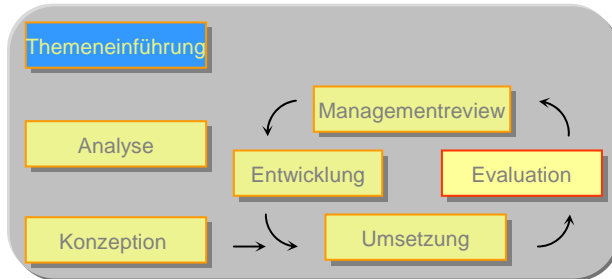 Themeneinführung
Managementreview
Analyse
Entwicklung
Evaluation
Konzeption
Umsetzung